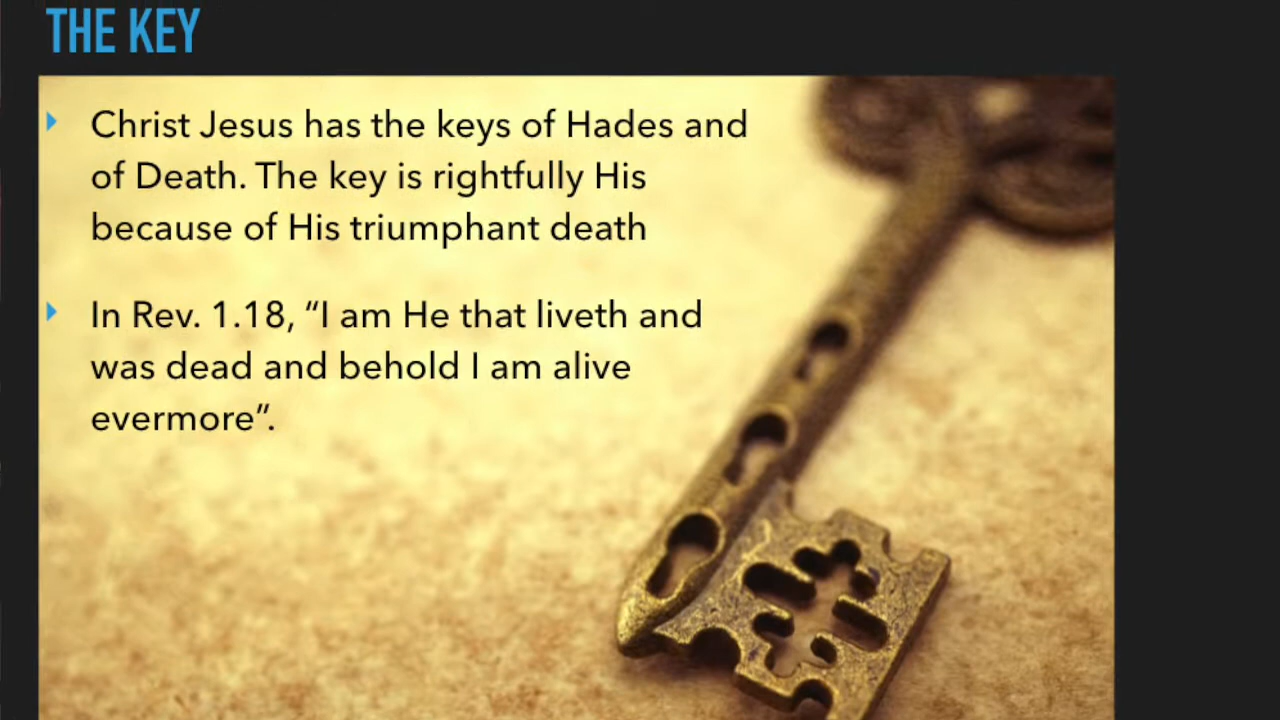 THE KEY
Christ Jesus has the keys of Hades and
of Death. The key is rightfully His
because of His triumphant death
In Rev. 1.18, “I am He that liveth and
was dead and behold I am alive
evermore”.